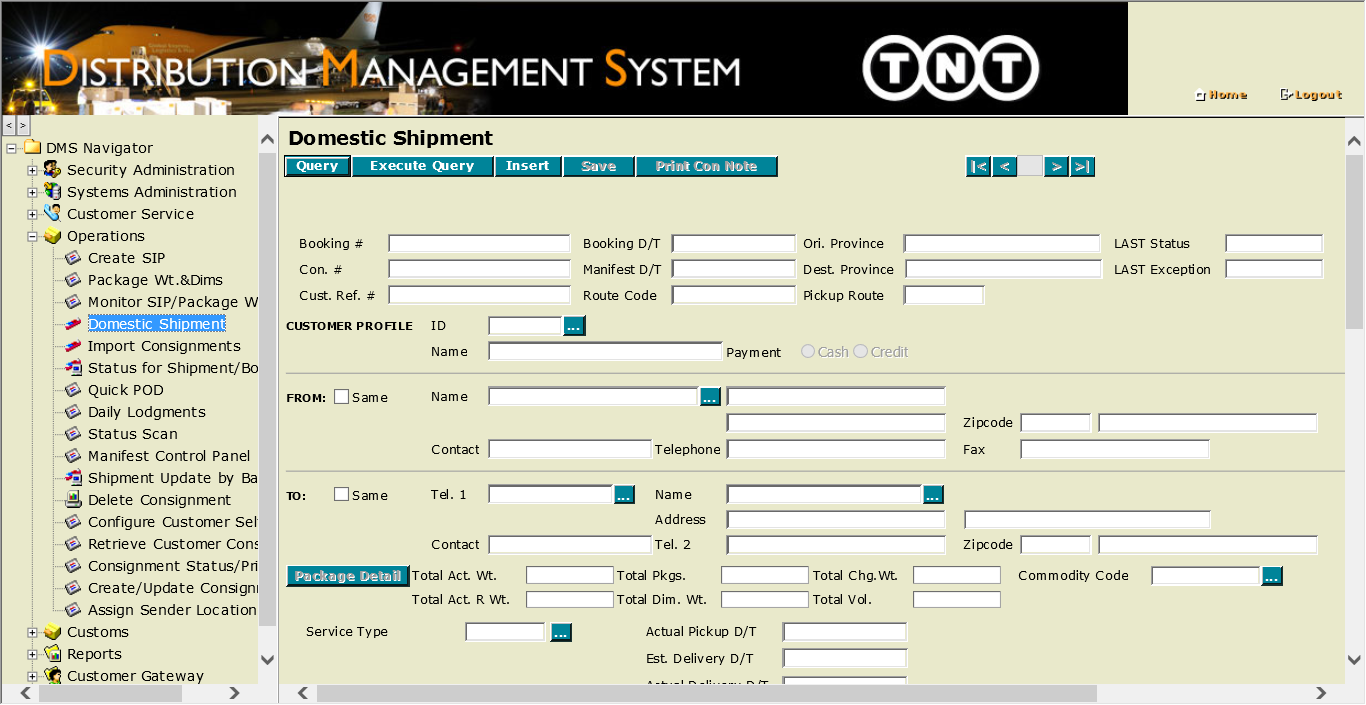 DISTRIBUTION MANAGEMENT SYSTEM
TNT
Home Logout
< >
DMS Navigator
Security Administration
Systems Administration
Customer Service
Operations
Create SIP
Package Wt.&Dims
Monitor SIP/Package W
Domestic Shipment
Import Consignments
Status for Shipment/Bo
Quick POD
Daily Lodgments
Status Scan
Manifest Control Panel
Shipment Update by Ba
Delete Consignment
Configure Customer Sel
Retrieve Customer Cons
Consignment Status/Pri
Create/Update Consign
Assign Sender Location
Customs
Reports
Customer Gateway
Domestic Shipment
Query Execute Query Insert Save Print Con Note |< < > >|
Booking # Booking D/T Ori. Province LAST Status
Con. # Manifest D/T Dest. Province LAST Exception
Cust. Ref. # Route Code Pickup Route
CUSTOMER PROFILE ID ...
Name Payment Cash Credit
FROM: Same Name ...
Zipcode
Contact Telephone Fax
TO: Same Tel. 1 ... Name ...
Address
Contact Tel. 2 Zipcode
Package Detail Total Act. Wt. Total Pkgs. Total Chg.Wt. Commodity Code ...
Total Act. R Wt. Total Dim. Wt. Total Vol.
Service Type ... Actual Pickup D/T
Est. Delivery D/T
Actual Delivery D/T